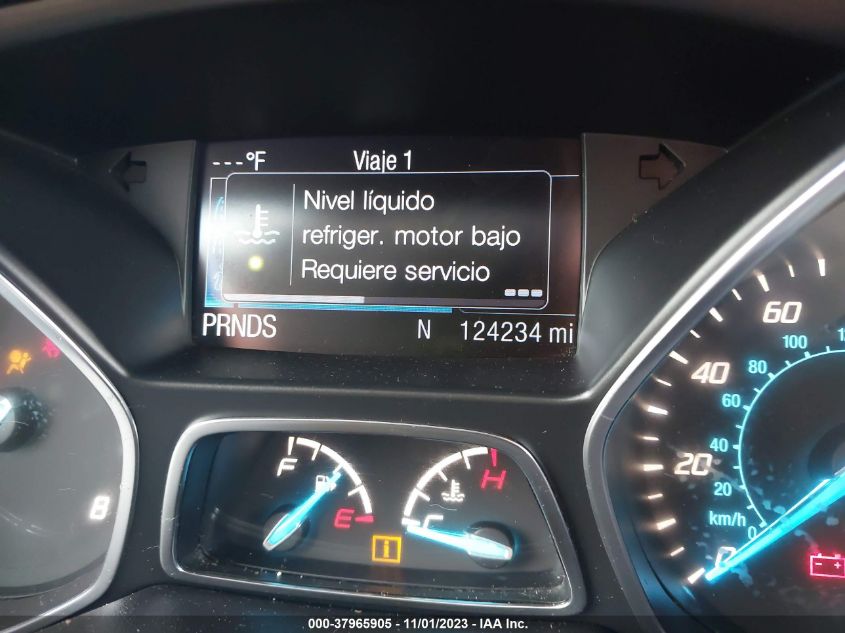 ---°F Viaje 1
Nivel líquido
refriger. motor bajo
Requiere servicio
PRNDS N 124234 mi
8
F
E
C
H
i
60
40
20
0
100
80
60
40
20
0
km/h
000-37965905 - 11/01/2023 - IAA Inc.